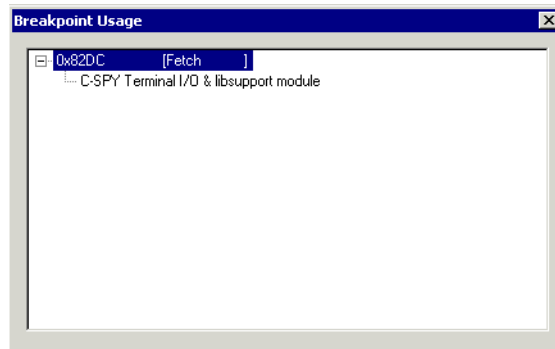 Breakpoint Usage
0x82DC [Fetch ]
C-SPY Terminal I/O & libsupport module